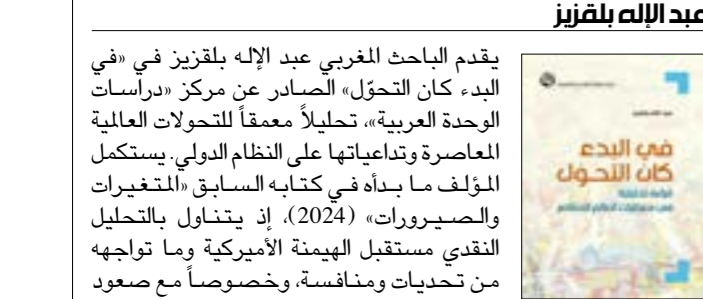 عبد الإله بلقزيز
يقدم الباحث المغربي عبد الإله بلقزيز في «في
البدء كان التحوّل» الصادر عن مركز «دراسات
الوحدة العربية»، تحليلاً معمقاً للتحولات العالمية
المعاصرة وتداعياتها على النظام الدولي. يستكمل
المؤلف ما بدأه في كتابه السابق «المتغيرات
والصيرورات» (2024)، إذ يتناول بالتحليل
النقدي مستقبل الهيمنة الأميركية وما تواجهه
من تحديات ومنافسة، وخصوصاً مع صعود
في البدء
كان التحول